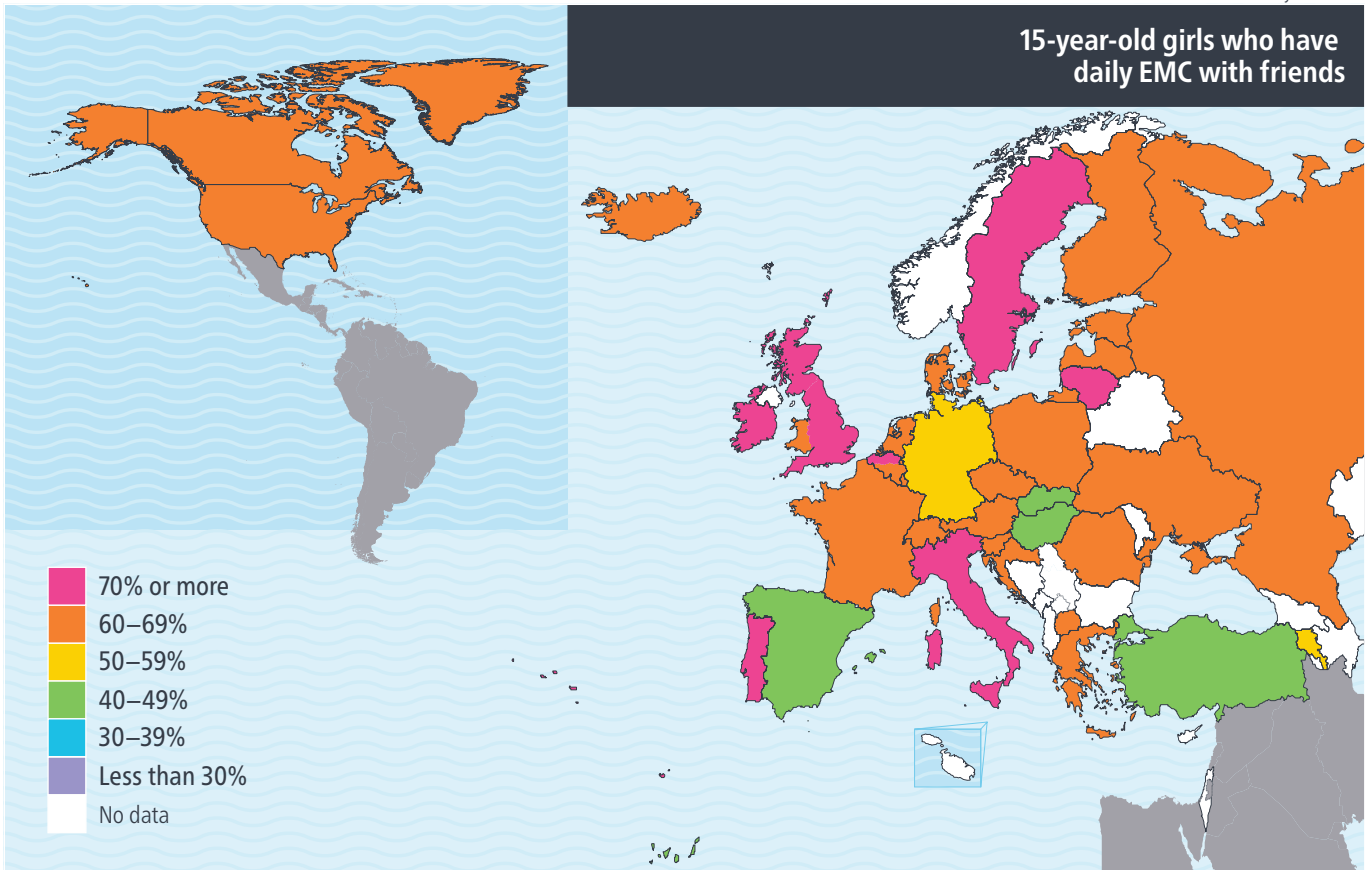 15-year-old girls who have
daily EMC with friends
70% or more
60–69%
50–59%
40–49%
30–39%
Less than 30%
No data